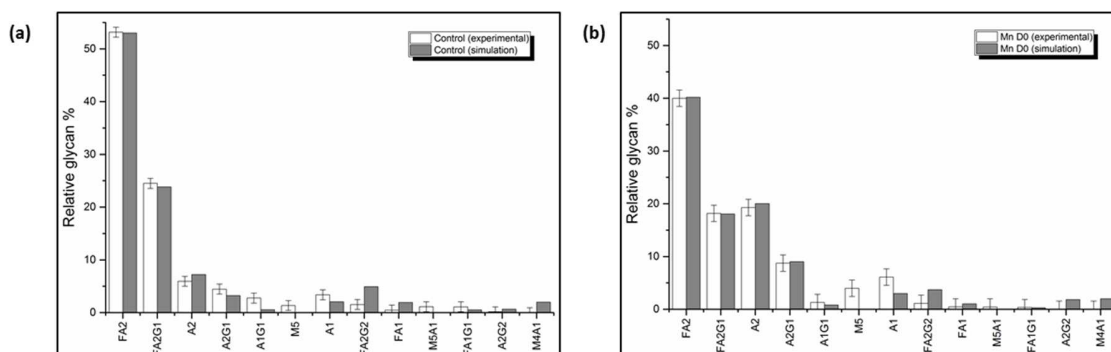 (a)
Control (experimental)
Control (simulation)
Relative glycan %
50
40
30
20
10
0
FA2
FA2G1
A2
A2G1
A1G1
M5
A1
FA2G2
FA1
M5A1
FA1G1
A2G2
M4A1
(b)
Mn D0 (experimental)
Mn D0 (simulation)
Relative glycan %
50
40
30
20
10
0
FA2
FA2G1
A2
A2G1
A1G1
M5
A1
FA2G2
FA1
M5A1
FA1G1
A2G2
M4A1